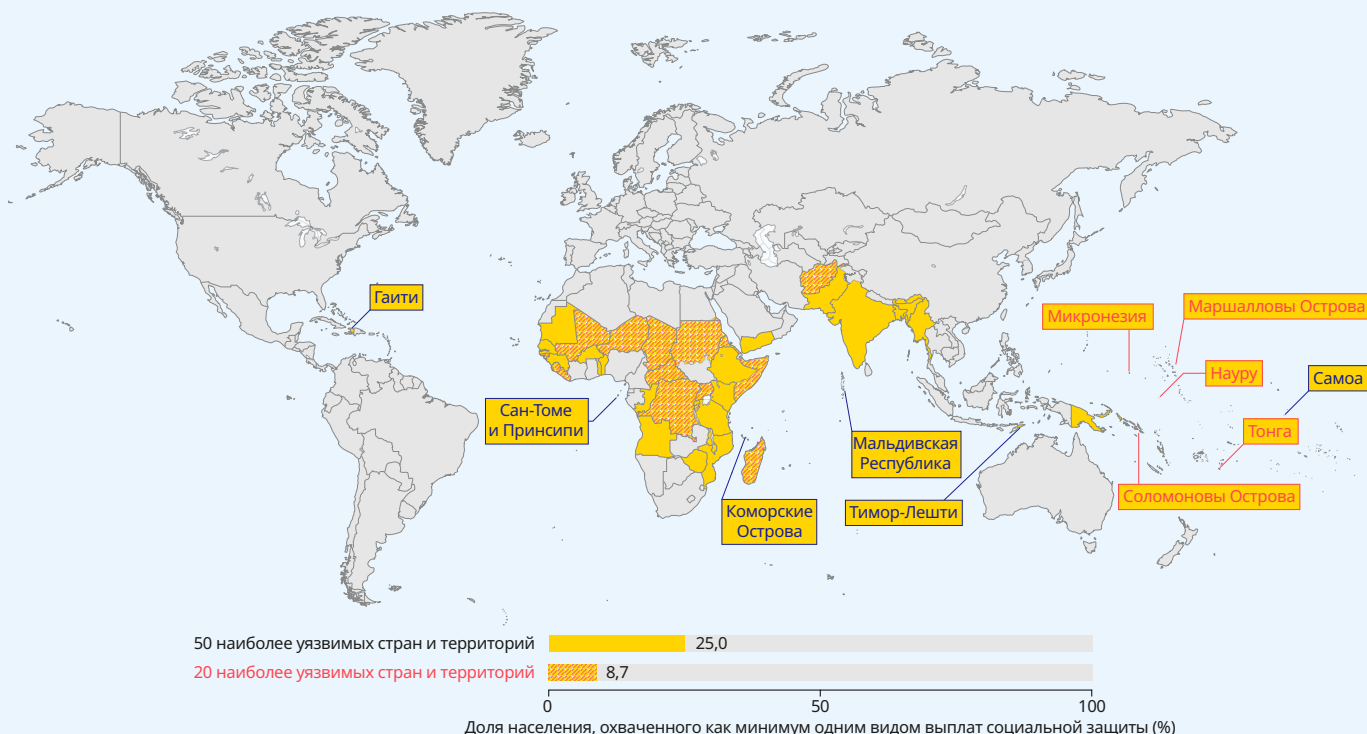 Гаити
Микронезия
Маршалловы Острова
Науру
Самоа
Сан-Томе
и Принсипи
Мальдивская
Республика
Тонга
Соломоновы Острова
Коморские
Острова
Тимор-Лешти
50 наиболее уязвимых стран и территорий
25,0
20 наиболее уязвимых стран и территорий
8,7
0
50
100
Доля населения, охваченного как минимум одним видом выплат социальной защиты (%)